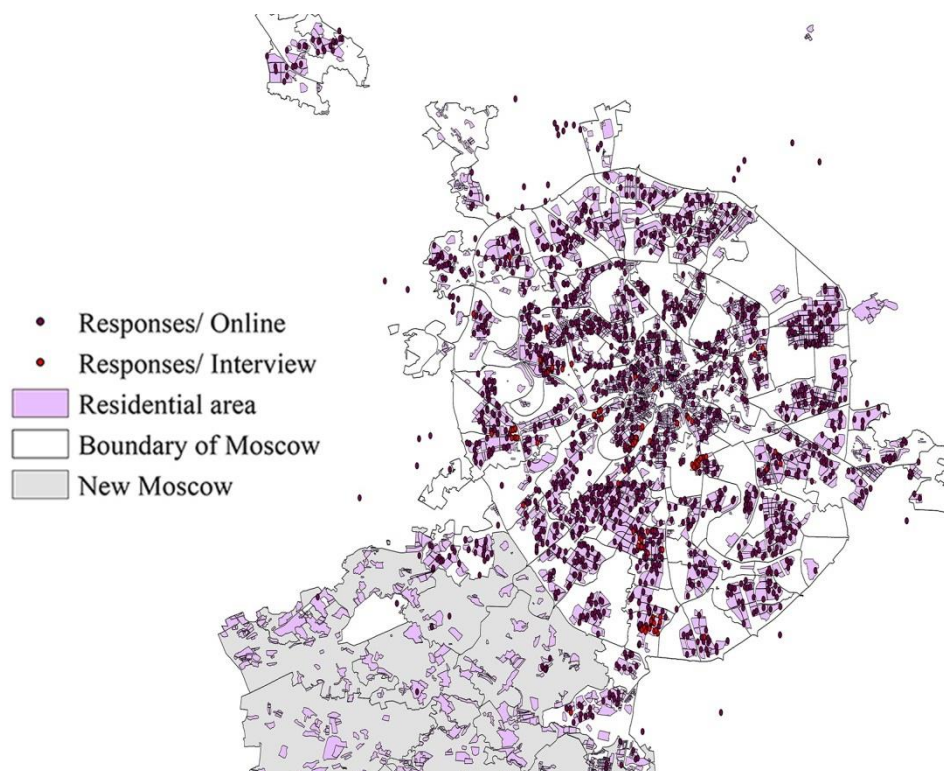 Responses/ Online
Responses/ Interview
Residential area
Boundary of Moscow
New Moscow